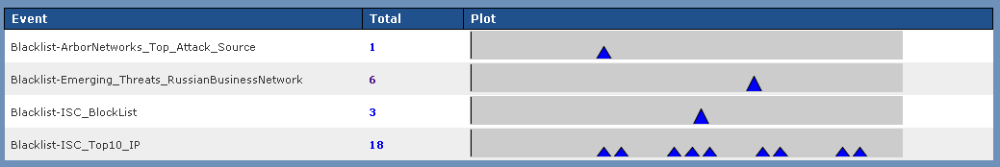 Event Total Plot
Blacklist-ArborNetworks_Top_Attack_Source 1
Blacklist-Emerging_Threats_RussianBusinessNetwork 6
Blacklist-ISC_BlockList 3
Blacklist-ISC_Top10_IP 18